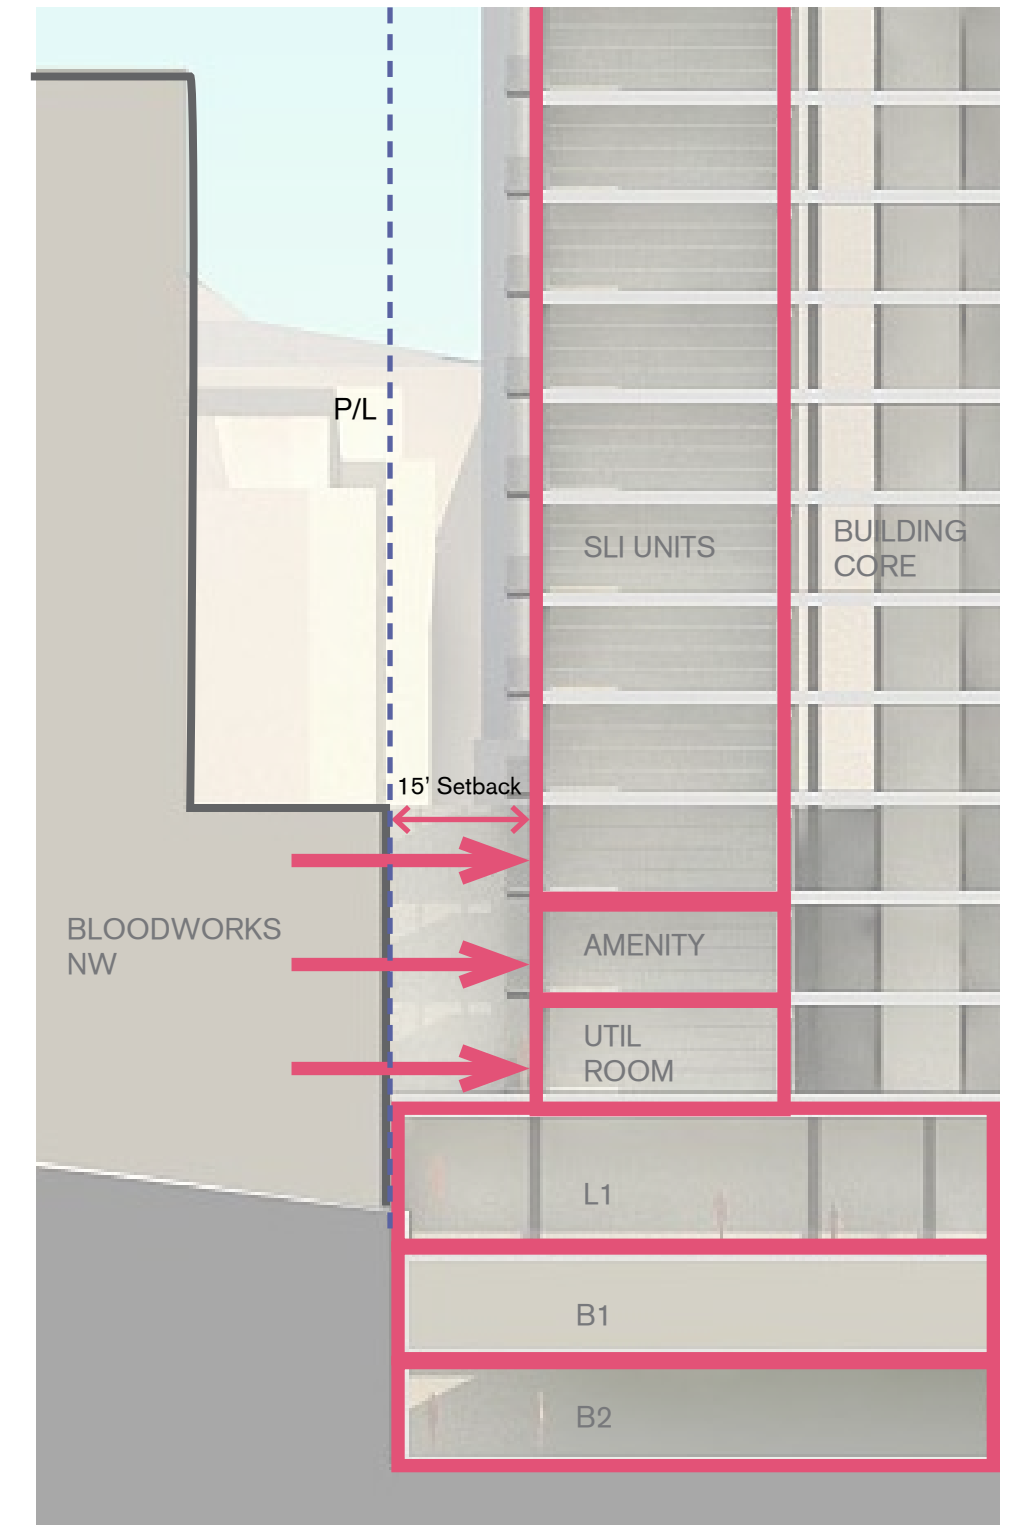 P/L
SLI UNITS
BUILDING
CORE
15’ Setback
BLOODWORKS
NW
AMENITY
UTIL
ROOM
L1
B1
B2